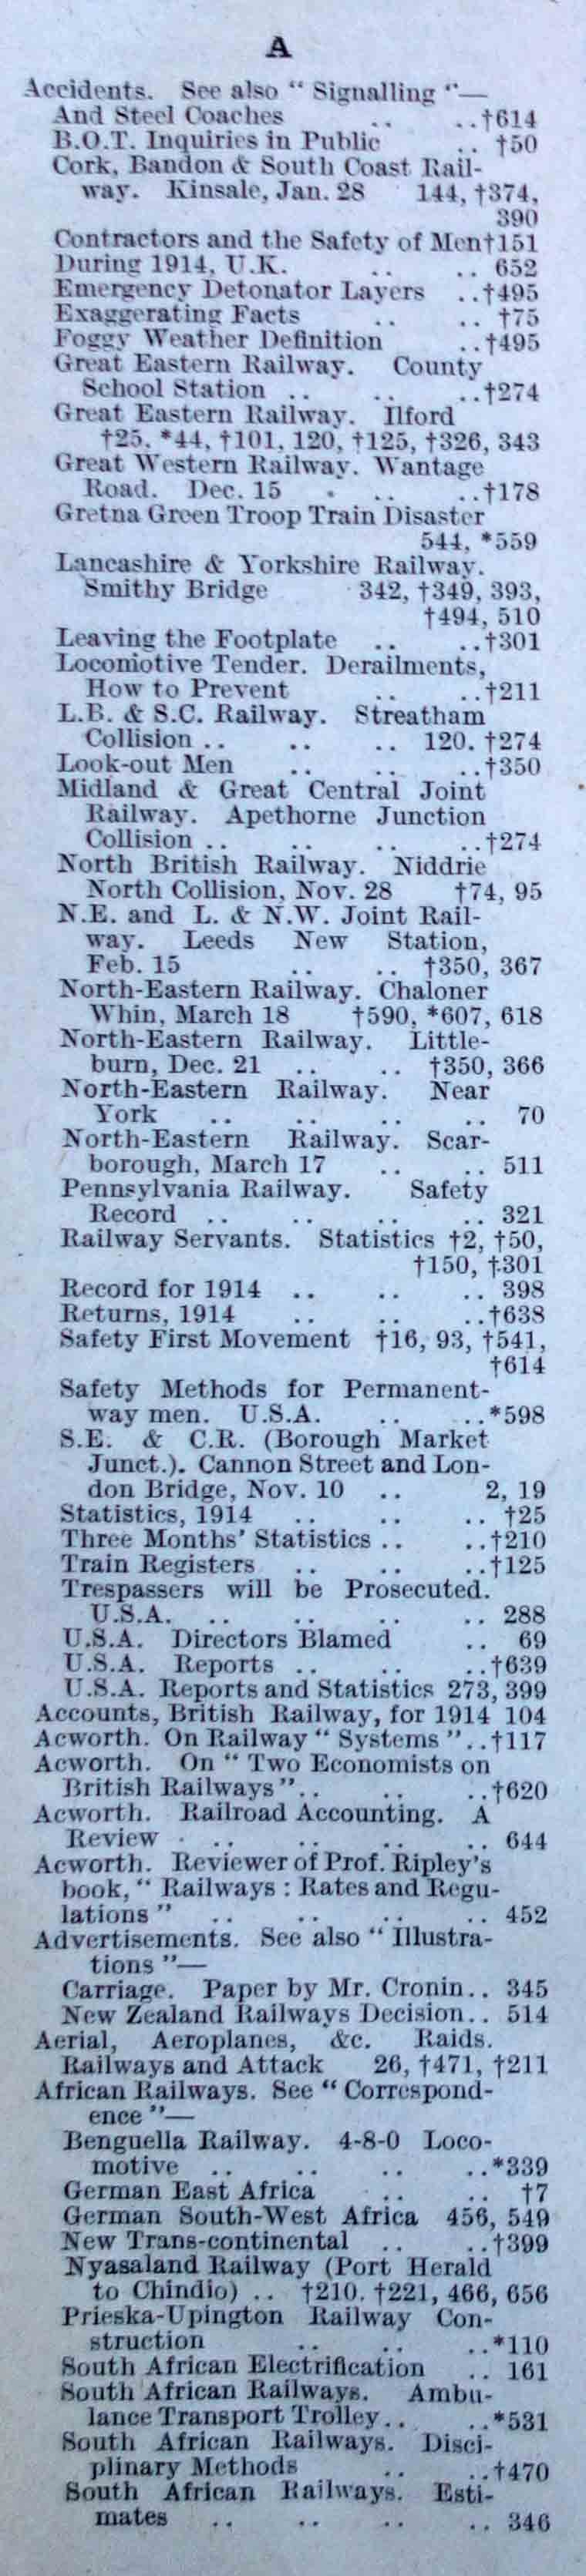 A
Accidents. See also " Signalling "—
And Steel Coaches .. ..†614
B.O.T. Inquiries in Public .. †50
Cork, Bandon & South Coast Rail-
way. Kinsale, Jan. 28 144, †374,
390
Contractors and the Safety of Men†151
During 1914, U.K. .. .. 652
Emergency Detonator Layers ..†495
Exaggerating Facts .. .. †75
Foggy Weather Definition ..†495
Great Eastern Railway. County
School Station .. .. ..†274
Great Eastern Railway. Ilford
†25, *44, †101, 120, †125, †326, 343
Great Western Railway. Wantage
Road. Dec. 15 . .. ..†178
Gretna Green Troop Train Disaster
544, *559
Lancashire & Yorkshire Railway.
Smithy Bridge 342, †349, 393,
†494, 510
Leaving the Footplate .. ..†301
Locomotive Tender. Derailments,
How to Prevent .. ..†211
L.B. & S.C. Railway. Streatham
Collision .. .. .. 120, †274
Look-out Men .. .. ..†350
Midland & Great Central Joint
Railway. Apethorne Junction
Collision .. .. .. ..†274
North British Railway. Niddrie
North Collision, Nov. 28 †74, 95
N.E. and L. & N.W. Joint Rail-
way. Leeds New Station,
Feb. 15 .. .. †350, 367
North-Eastern Railway. Chaloner
Whin, March 18 †590, *607, 618
North-Eastern Railway. Little-
burn, Dec. 21 .. .. †350, 366
North-Eastern Railway. Near
York .. .. .. .. 70
North-Eastern Railway. Scar-
borough, March 17 .. .. 511
Pennsylvania Railway. Safety
Record .. .. .. .. 321
Railway Servants. Statistics †2, †50,
†150, †301
Record for 1914 .. .. .. 398
Returns, 1914 .. .. ..†638
Safety First Movement †16, 93, †541,
†614
Safety Methods for Permanent-
way men. U.S.A. .. ..*598
S.E. & C.R. (Borough Market
Junct.). Cannon Street and Lon-
don Bridge, Nov. 10 .. 2, 19
Statistics, 1914 .. .. .. †25
Three Months' Statistics .. ..†210
Train Registers .. .. ..†125
Trespassers will be Prosecuted.
U.S.A. .. .. .. .. 288
U.S.A. Directors Blamed .. 69
U.S.A. Reports .. .. ..†639
U.S.A. Reports and Statistics 273, 399
Accounts, British Railway, for 1914 104
Acworth. On Railway " Systems "..†117
Acworth. On " Two Economists on
British Railways ".. .. ..†620
Acworth. Railroad Accounting. A
Review . .. .. .. .. 644
Acworth. Reviewer of Prof. Ripley's
book, " Railways : Rates and Regu-
lations " .. .. .. .. 452
Advertisements. See also " Illustra-
tions "—
Carriage. Paper by Mr. Cronin.. 345
New Zealand Railways Decision.. 514
Aerial, Aeroplanes, &c. Raids.
Railways and Attack 26, †471, †211
African Railways. See " Correspond-
ence "—
Benguella Railway. 4-8-0 Loco-
motive .. .. .. ..*339
German East Africa .. .. †7
German South-West Africa 456, 549
New Trans-continental .. ..†399
Nyasaland Railway (Port Herald
to Chindio) .. †210, †221, 466, 656
Prieska-Upington Railway Con-
struction .. .. ..*110
South African Electrification .. 161
South African Railways. Ambu-
lance Transport Trolley.. ..*531
South African Railways. Disci-
plinary Methods .. ..†470
South African Railways. Esti-
mates .. .. .. .. 346